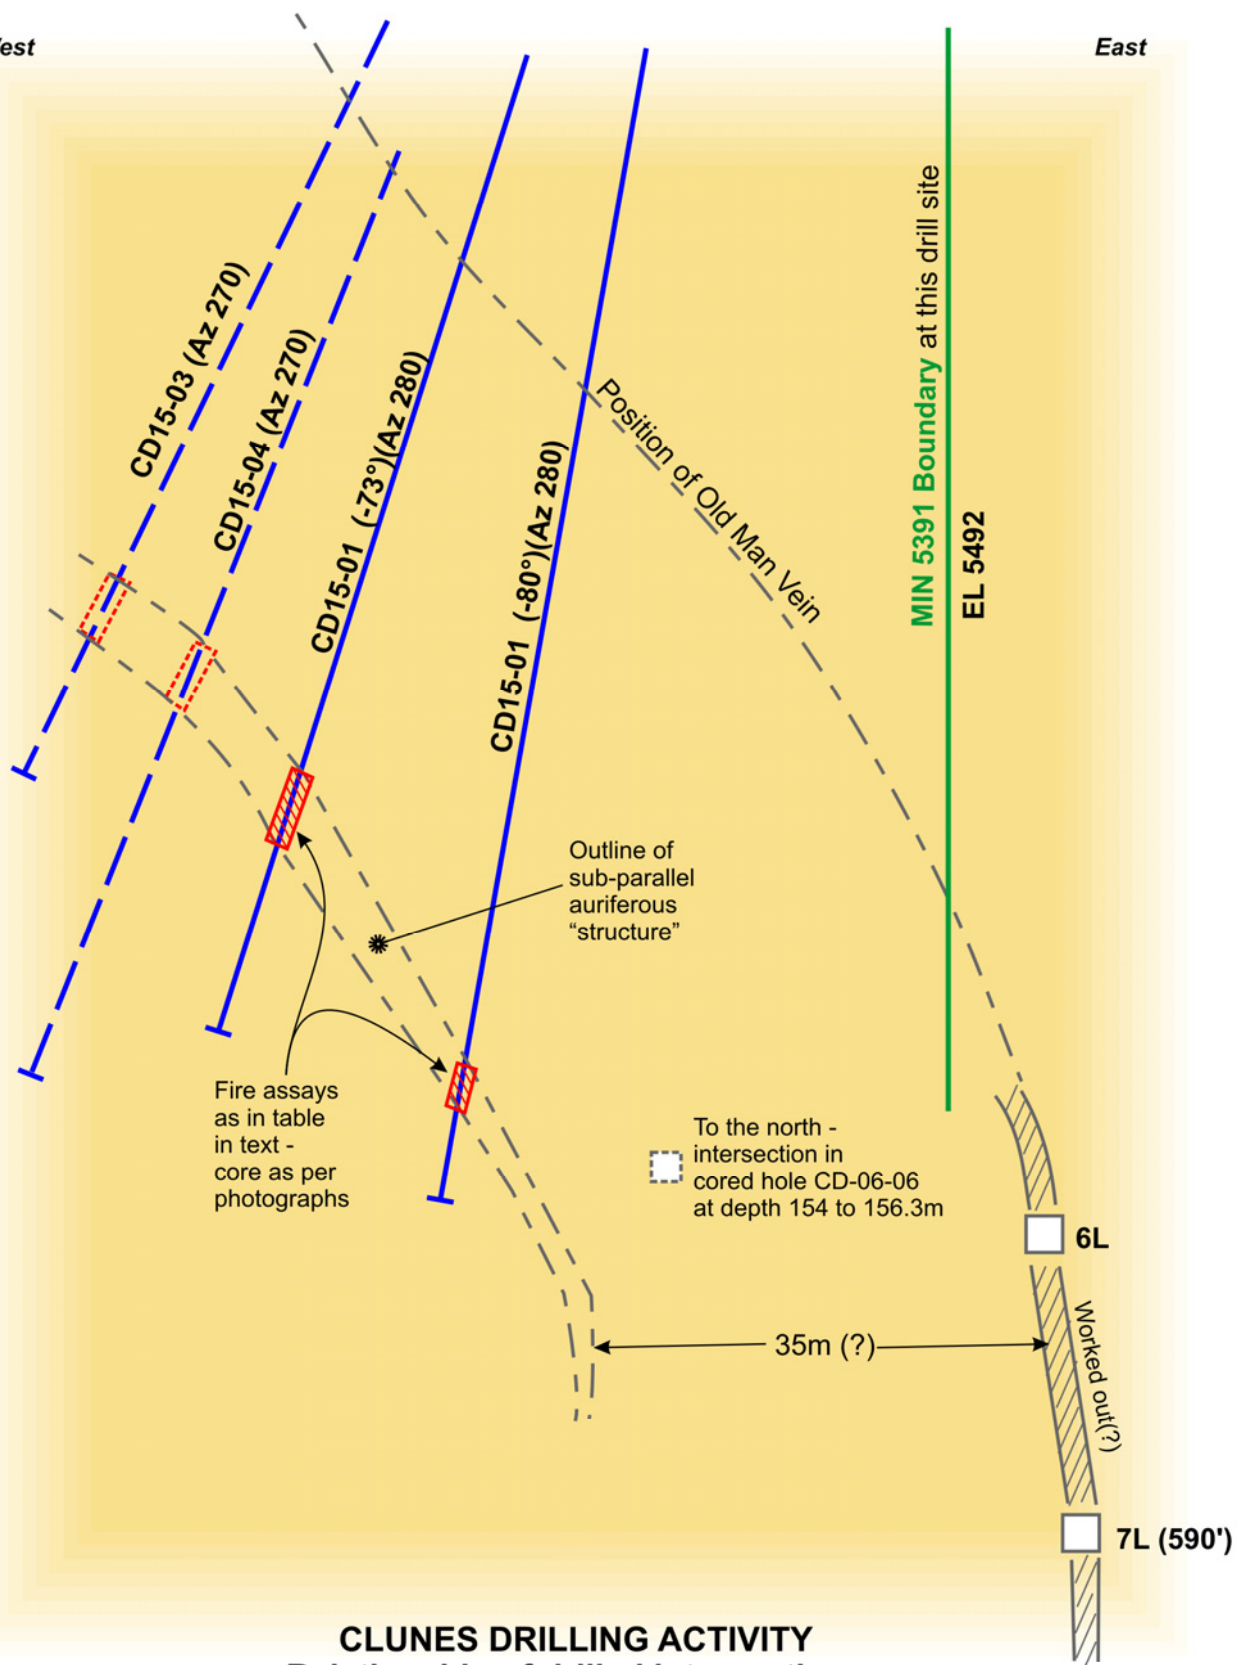 East
CD15-03 (Az 270)
CD15-04 (Az 270)
CD15-01 (-73°)(Az 280)
CD15-01 (-80°)(Az 280)
Position of Old Man Vein
MIN 5391 Boundary at this drill site
EL 5492
Outline of
sub-parallel
auriferous
“structure”
Fire assays
as in table
in text -
core as per
photographs
To the north -
intersection in
cored hole CD-06-06
at depth 154 to 156.3m
6L
35m (?)
Worked out(?)
7L (590')
CLUNES DRILLING ACTIVITY